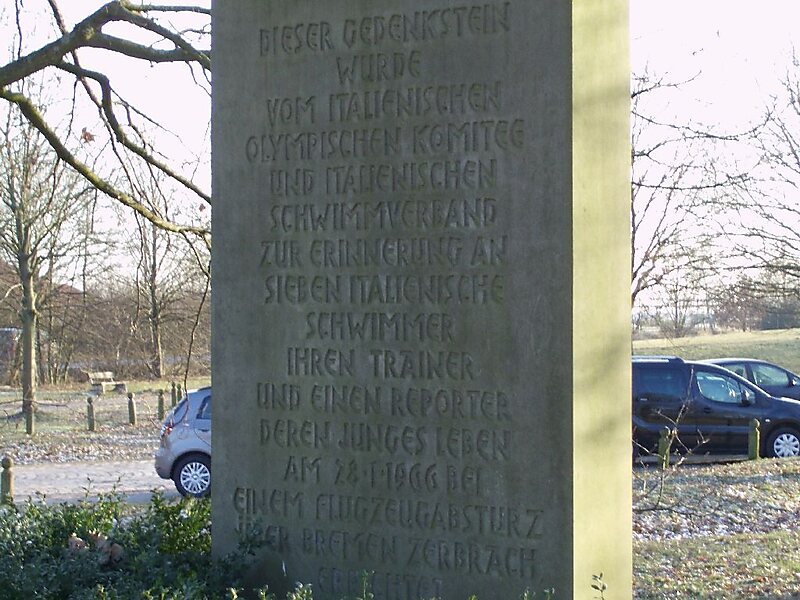 DIESER GEDENKSTEIN
WURDE
VOM ITALIENISCHEN
OLYMPISCHEN KOMITEE
UND ITALIENISCHEN
SCHWIMMVERBAND
ZUR ERINNERUNG AN
SIEBEN ITALIENISCHE
SCHWIMMER
IHREN TRAINER
UND EINEN REPORTER
DEREN JUNGES LEBEN
AM 28·1·1966 BEI
EINEM FLUGZEUGABSTURZ
ÜBER BREMEN ZERBRACH
ERRICHTET